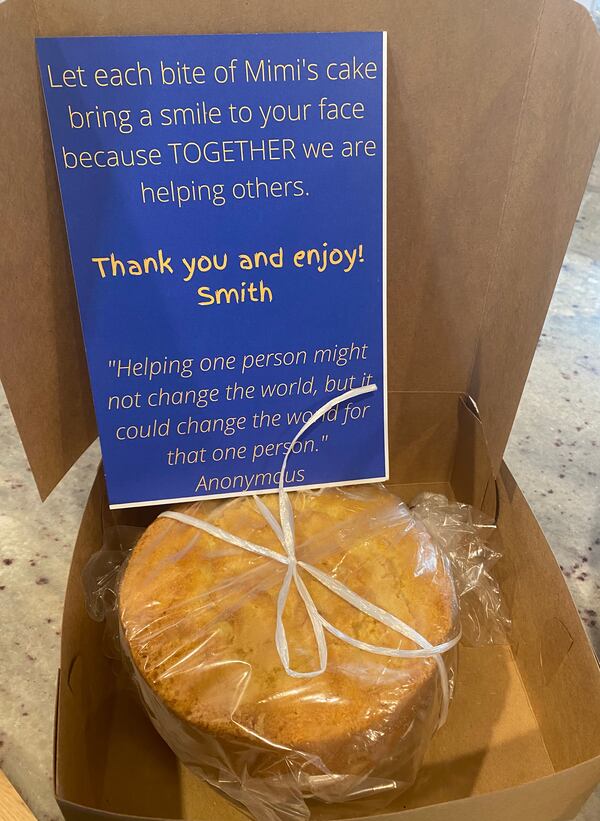 Let each bite of Mimi's cake
bring a smile to your face
because TOGETHER we are
helping others.
Thank you and enjoy!
Smith
"Helping one person might
not change the world, but it
could change the world for
that one person."
Anonymous